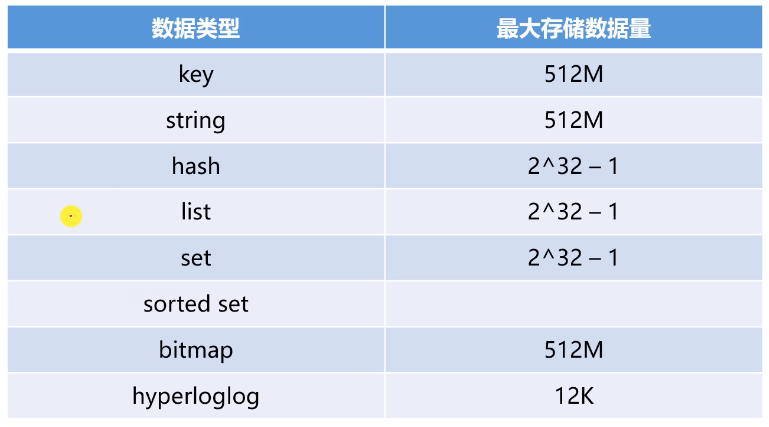 数据类型 最大存储数据量
key 512M
string 512M
hash 2^32 – 1
list 2^32 – 1
set 2^32 – 1
sorted set
bitmap 512M
hyperloglog 12K